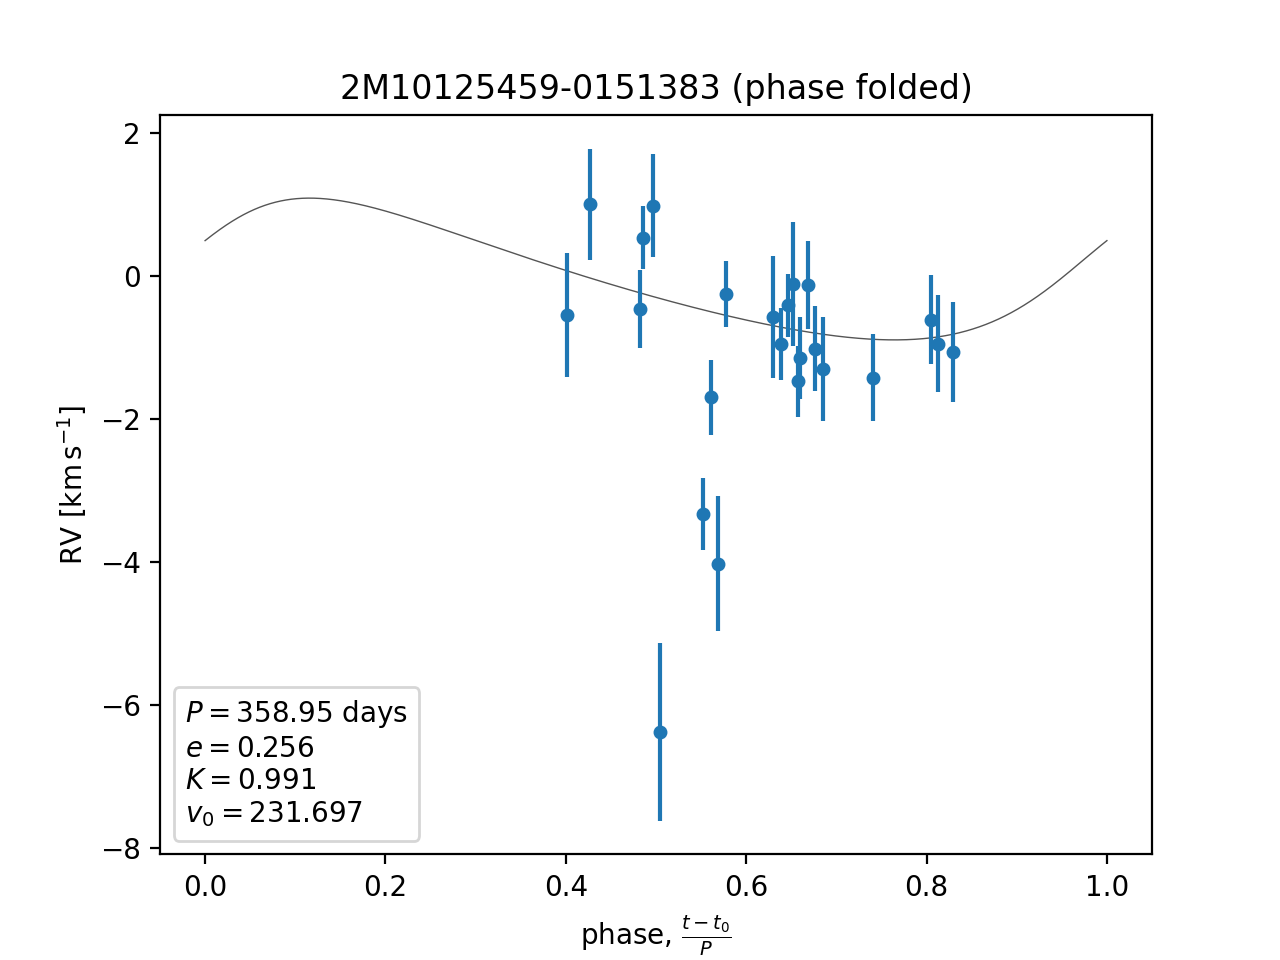 2M10125459-0151383 (phase folded)
2
0
−2
−4
−6
−8
RV [km s⁻¹]
P = 358.95 days
e = 0.256
K = 0.991
v₀ = 231.697
0.0 0.2 0.4 0.6 0.8 1.0
phase, (t − t₀)/P